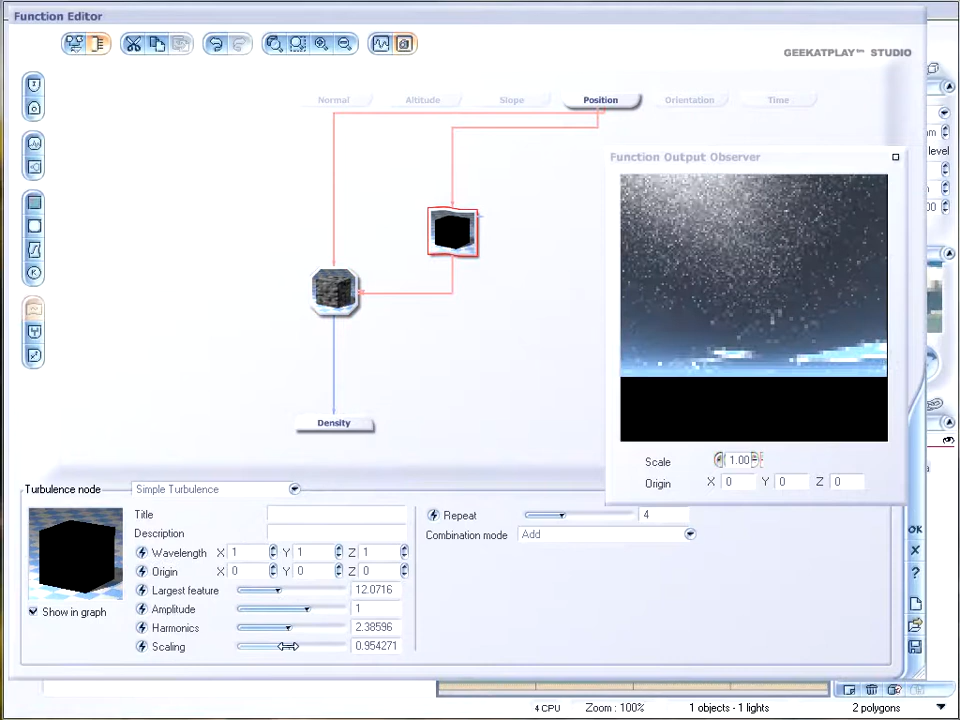 Function Editor
GEEKATPLAY™ STUDIO
Normal Altitude Slope Position Orientation Time
Function Output Observer
level
Density
Scale 1.00
Origin X 0 Y 0 Z 0
Turbulence node Simple Turbulence
Title
Description
Wavelength X 1 Y 1 Z 1
Origin X 0 Y 0 Z 0
Largest feature 12.0716
Amplitude 1
Harmonics 2.38596
Scaling 0.954271
Show in graph
Repeat 4
Combination mode Add
OK
4 CPU Zoom : 100% 1 objects - 1 lights 2 polygons